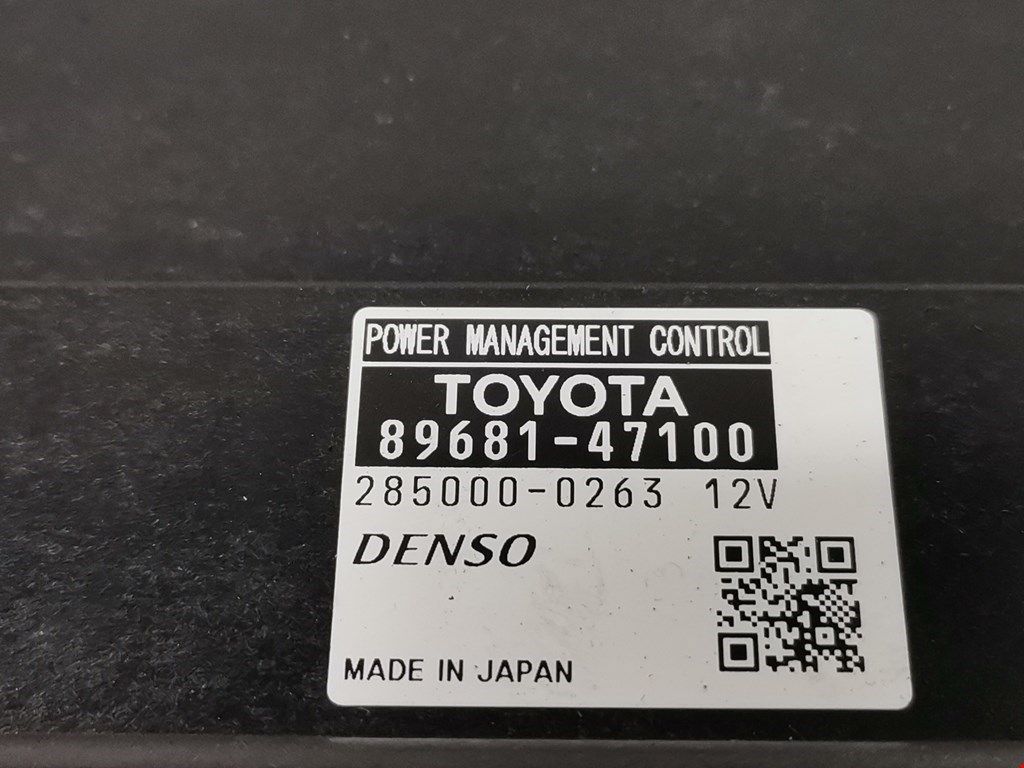 POWER MANAGEMENT CONTROL
TOYOTA
89681-47100
285000-0263 12V
DENSO
MADE IN JAPAN